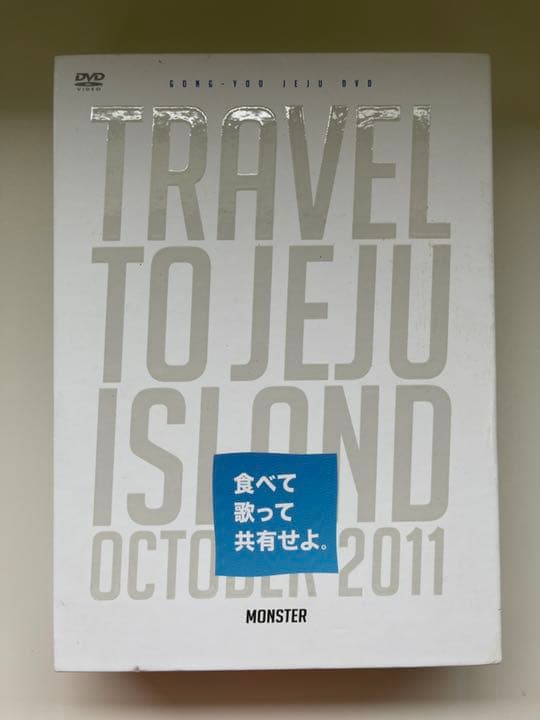 DVD
VIDEO
GONG-YOO JEJU DVD
TRAVEL
TO JEJU
ISLAND
食べて
歌って
共有せよ。
OCTOBER 2011
MONSTER